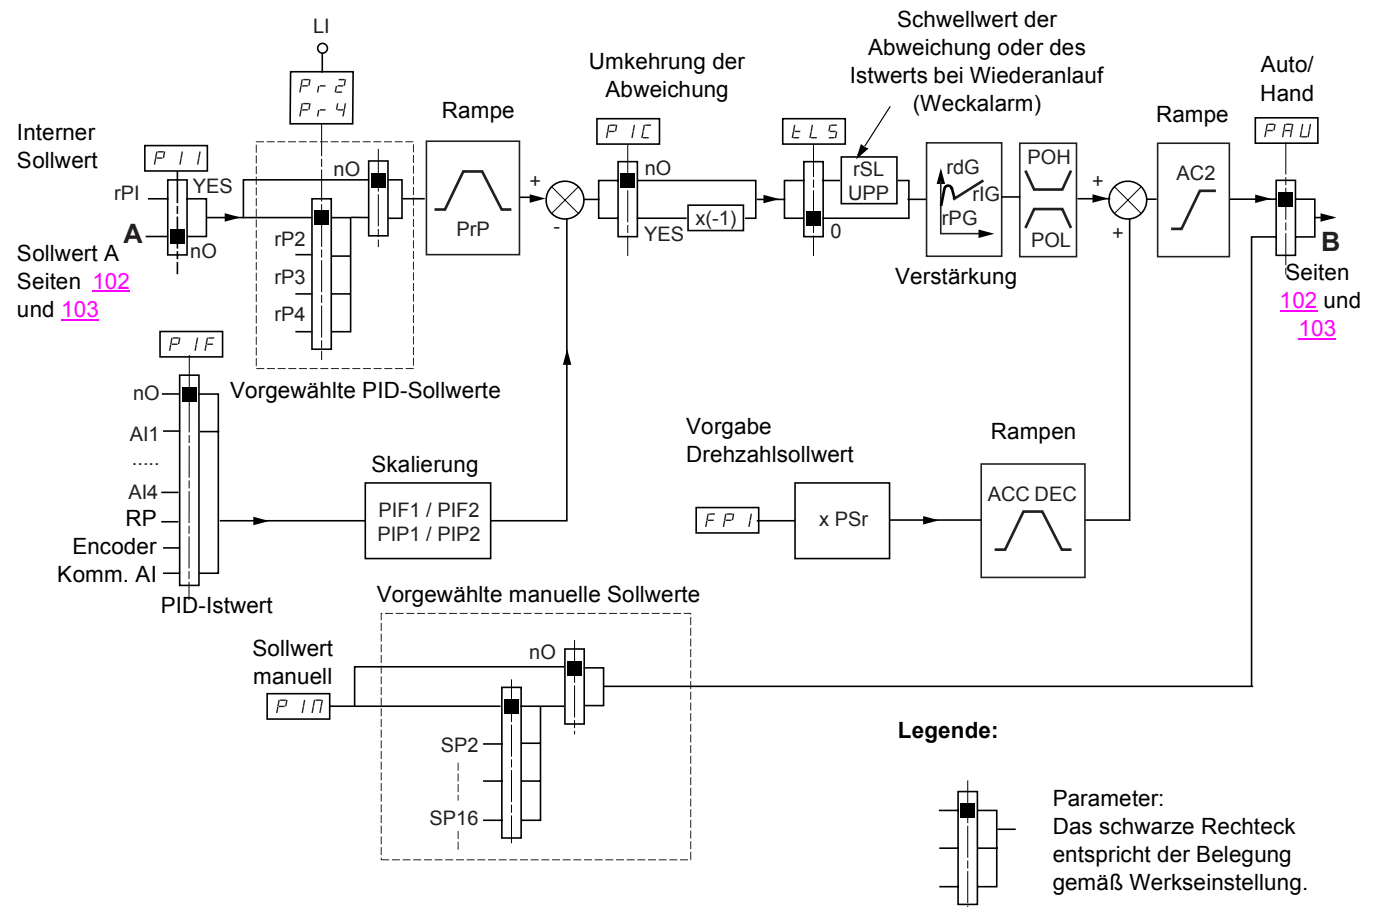 LI
Pr2
Pr4
Interner
Sollwert
PII
rPI
YES
A
nO
Sollwert A
Seiten 102
und 103
nO
rP2
rP3
rP4
Vorgewählte PID-Sollwerte
Rampe
PrP
+
-
Umkehrung der
Abweichung
PIC
nO
YES
x(-1)
Schwellwert der
Abweichung oder des
Istwerts bei Wiederanlauf
(Weckalarm)
tLS
rSL
UPP
0
rdG
rIG
rPG
Verstärkung
POH
POL
+
+
Rampe
AC2
Auto/
Hand
PAU
B
Seiten
102 und
103
PIF
nO
AI1
.....
AI4
RP
Encoder
Komm. AI
PID-Istwert
Skalierung
PIF1 / PIF2
PIP1 / PIP2
Vorgabe
Drehzahlsollwert
FPI
x PSr
Rampen
ACC DEC
Vorgewählte manuelle Sollwerte
Sollwert
manuell
PIM
nO
SP2
SP16
Legende:
Parameter:
Das schwarze Rechteck
entspricht der Belegung
gemäß Werkseinstellung.